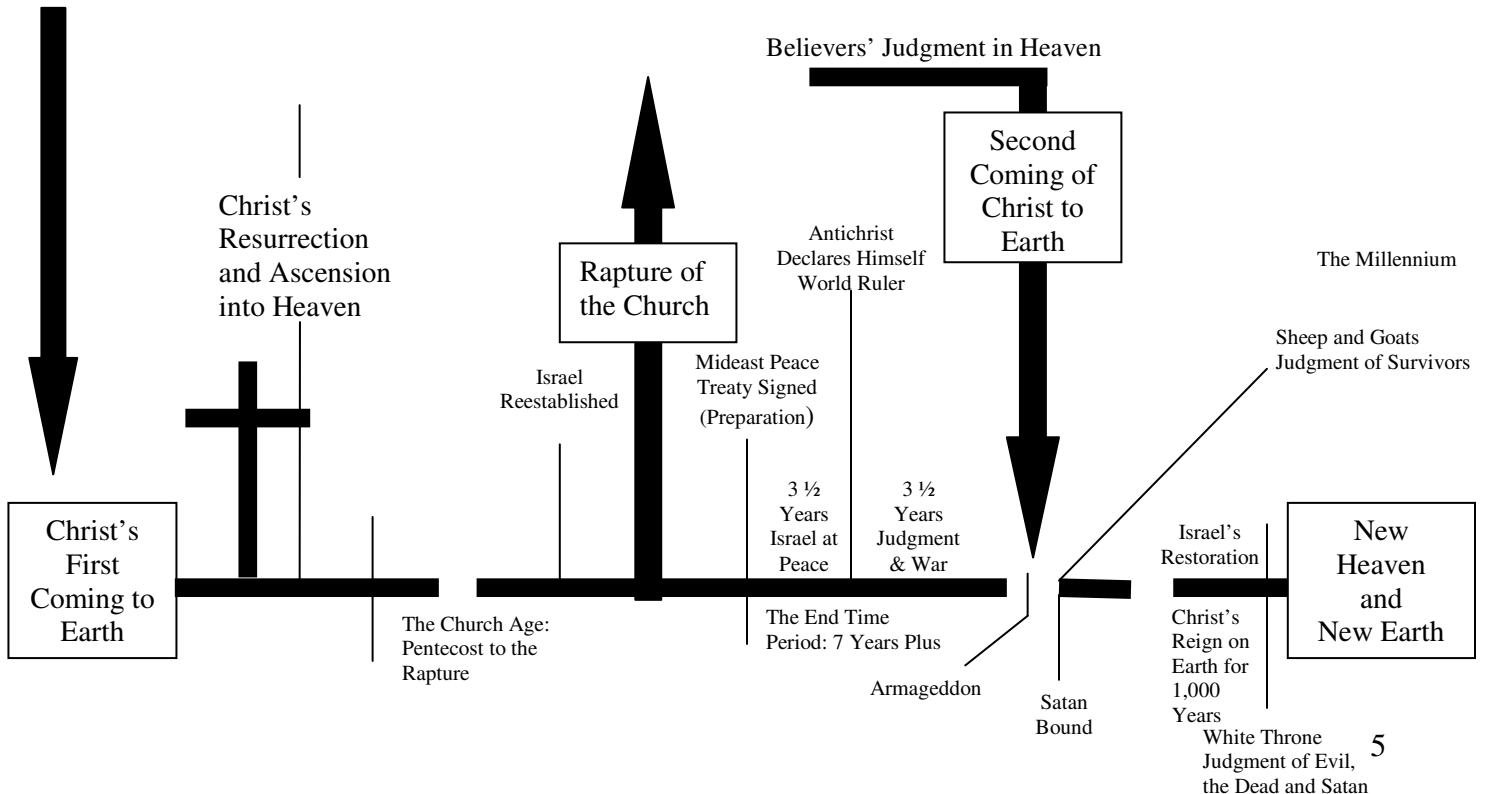 Believers’ Judgment in Heaven
Second
Coming of
Christ to
Earth
Christ’s
Resurrection
and Ascension
into Heaven
Rapture of
the Church
Antichrist
Declares Himself
World Ruler
The Millennium
Sheep and Goats
Judgment of Survivors
Israel
Reestablished
Mideast Peace
Treaty Signed
(Preparation)
3 ½
Years
Israel at
Peace
3 ½
Years
Judgment
& War
Christ’s
First
Coming to
Earth
Israel’s
Restoration
New
Heaven
and
New Earth
The Church Age:
Pentecost to the
Rapture
The End Time
Period: 7 Years Plus
Armageddon
Satan
Bound
Christ’s
Reign on
Earth for
1,000
Years
White Throne
Judgment of Evil,
the Dead and Satan
5